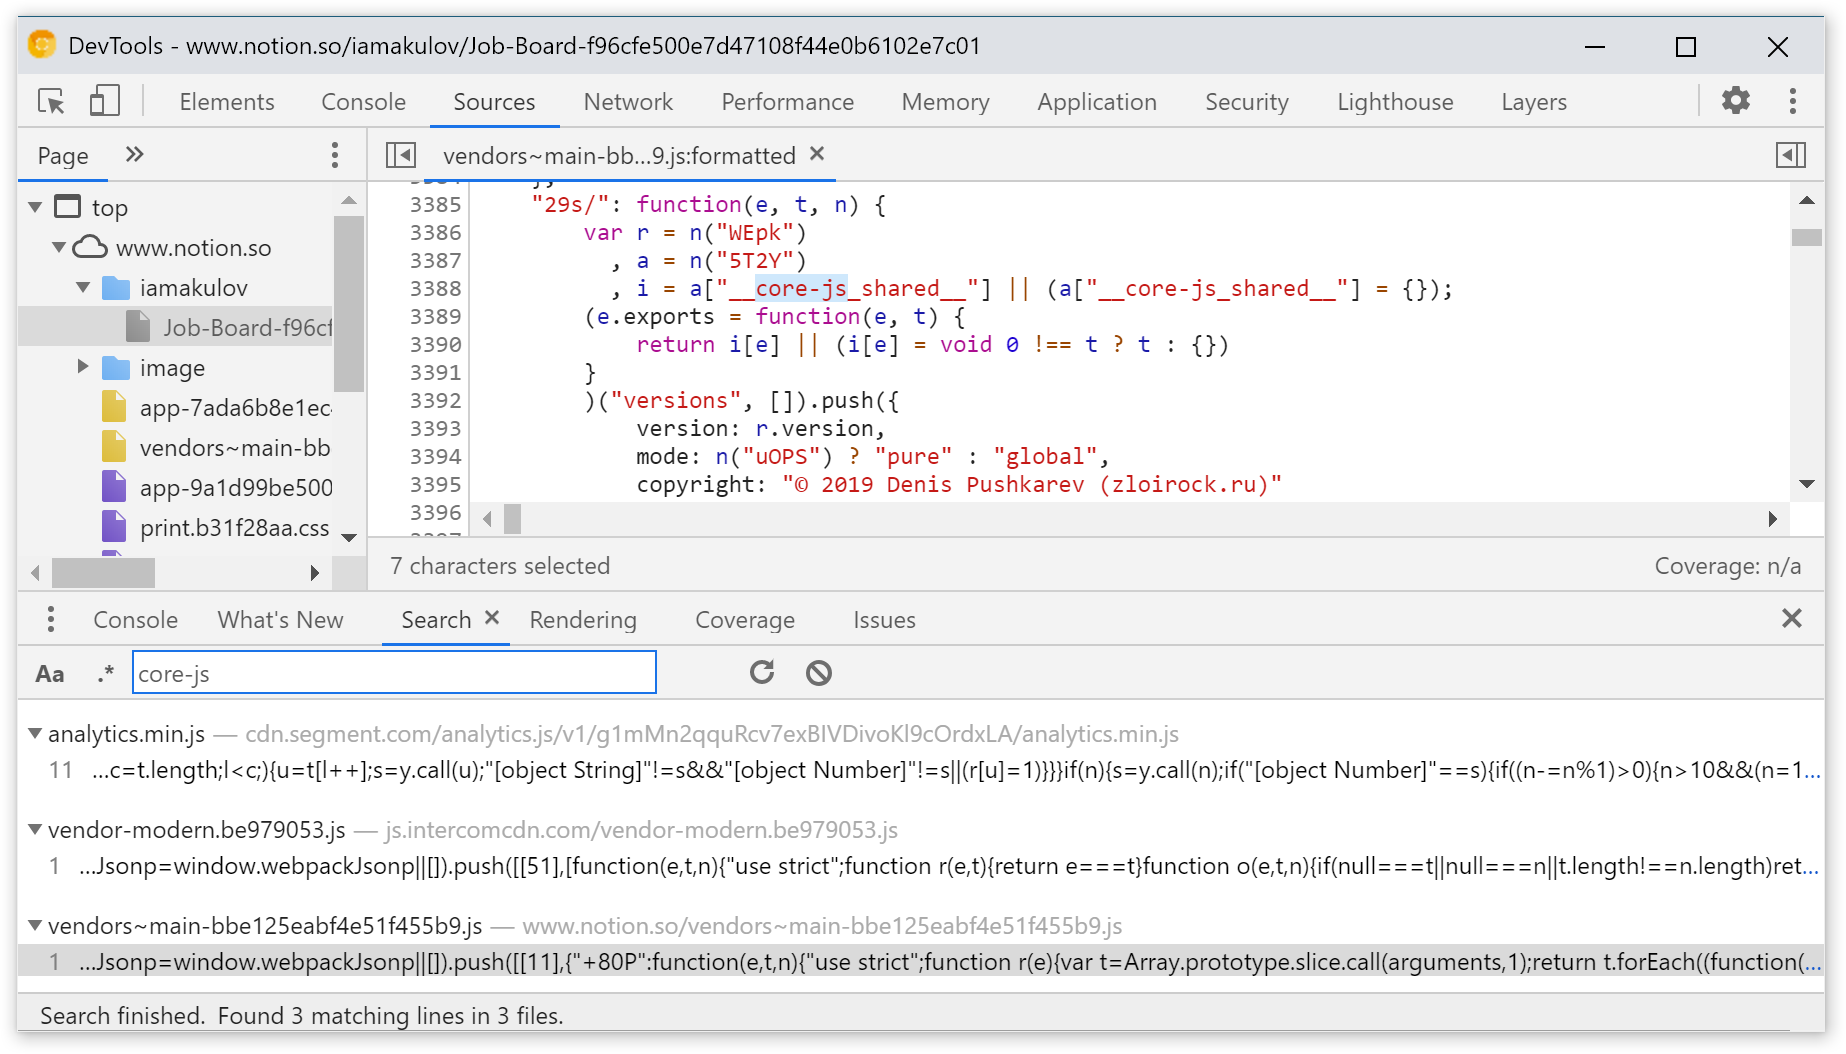 DevTools - www.notion.so/iamakulov/Job-Board-f96cfe500e7d47108f44e0b6102e7c01
Elements Console Sources Network Performance Memory Application Security Lighthouse Layers
Page
vendors~main-bb...9.js:formatted
top
www.notion.so
iamakulov
Job-Board-f96cf
image
app-7ada6b8e1ec
vendors~main-bb
app-9a1d99be500
print.b31f28aa.css
3385 "29s/": function(e, t, n) {
3386 var r = n("WEpk")
3387 , a = n("5T2Y")
3388 , i = a["__core-js_shared__"] || (a["__core-js_shared__"] = {});
3389 (e.exports = function(e, t) {
3390 return i[e] || (i[e] = void 0 !== t ? t : {})
3391 }
3392 )("versions", []).push({
3393 version: r.version,
3394 mode: n("uOPS") ? "pure" : "global",
3395 copyright: "© 2019 Denis Pushkarev (zloirock.ru)"
3396
7 characters selected
Coverage: n/a
Console What's New Search Rendering Coverage Issues
Aa .* core-js
analytics.min.js — cdn.segment.com/analytics.js/v1/g1mMn2qquRcv7exBIVDivoKl9cOrdxLA/analytics.min.js
11 …c=t.length;l<c;){u=t[l++];s=y.call(u);"[object String]"!=s&&"[object Number]"!=s||(r[u]=1)}}}if(n){s=y.call(n);if("[object Number]"==s){if((n-=n%1)>0){n>10&&(n=1…
vendor-modern.be979053.js — js.intercomcdn.com/vendor-modern.be979053.js
1 …Jsonp=window.webpackJsonp||[]).push([[51],[function(e,t,n){"use strict";function r(e,t){return e===t}function o(e,t,n){if(null===t||null===n||t.length!==n.length)ret…
vendors~main-bbe125eabf4e51f455b9.js — www.notion.so/vendors~main-bbe125eabf4e51f455b9.js
1 …Jsonp=window.webpackJsonp||[]).push([[11],{"+80P":function(e,t,n){"use strict";function r(e){var t=Array.prototype.slice.call(arguments,1);return t.forEach((function(…
Search finished. Found 3 matching lines in 3 files.